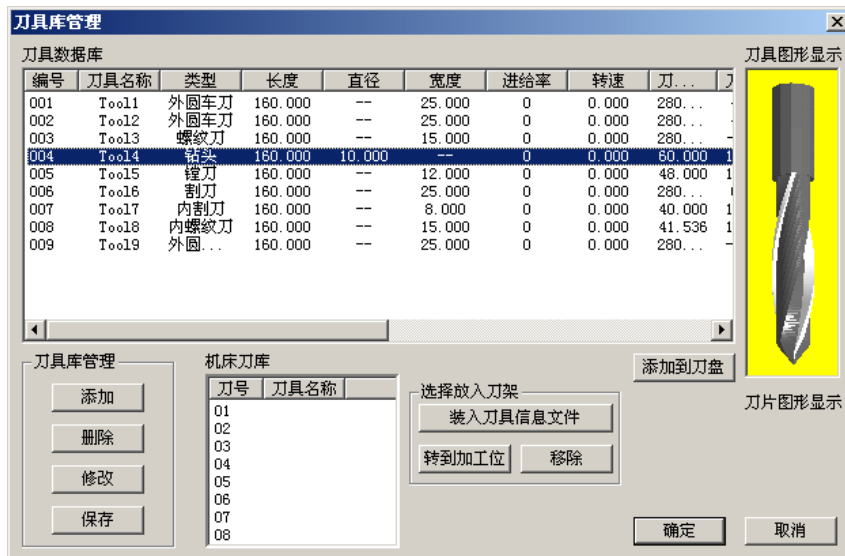 刀具库管理
刀具数据库
刀具图形显示
编号 刀具名称 类型 长度 直径 宽度 进给率 转速 刀...
001 Tool1 外圆车刀 160.000 -- 25.000 0 0.000 280...
002 Tool2 外圆车刀 160.000 -- 25.000 0 0.000 280...
003 Tool3 螺纹刀 160.000 -- 15.000 0 0.000 280...
004 Tool4 钻头 160.000 10.000 -- 0 0.000 60.000 1
005 Tool5 镗刀 160.000 -- 12.000 0 0.000 48.000 1
006 Tool6 割刀 160.000 -- 25.000 0 0.000 280...
007 Tool7 内割刀 160.000 -- 8.000 0 0.000 40.000 1
008 Tool8 内螺纹刀 160.000 -- 15.000 0 0.000 41.536 1
009 Tool9 外圆... 160.000 -- 25.000 0 0.000 280...
添加到刀盘
刀片图形显示
刀具库管理
添加
删除
修改
保存
机床刀库
刀号 刀具名称
01
02
03
04
05
06
07
08
选择放入刀架
装入刀具信息文件
转到加工位 移除
确定 取消